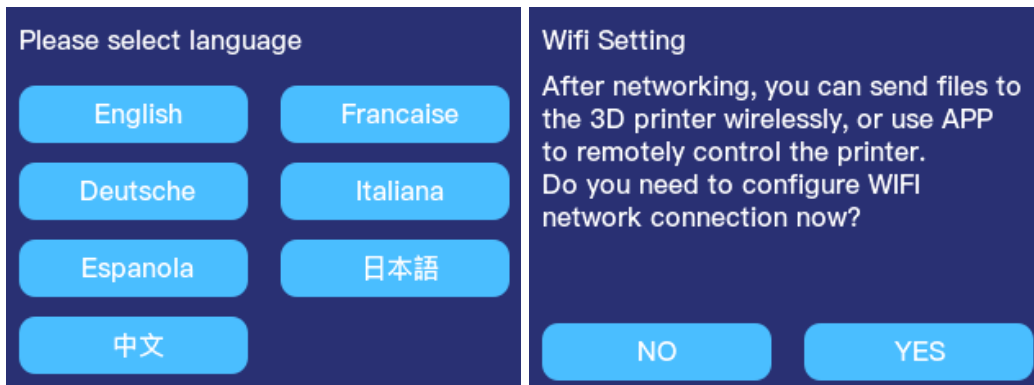 Please select language
English
Francaise
Deutsche
Italiana
Espanola
日本語
中文
Wifi Setting
After networking, you can send files to
the 3D printer wirelessly, or use APP
to remotely control the printer.
Do you need to configure WIFI
network connection now?
NO
YES